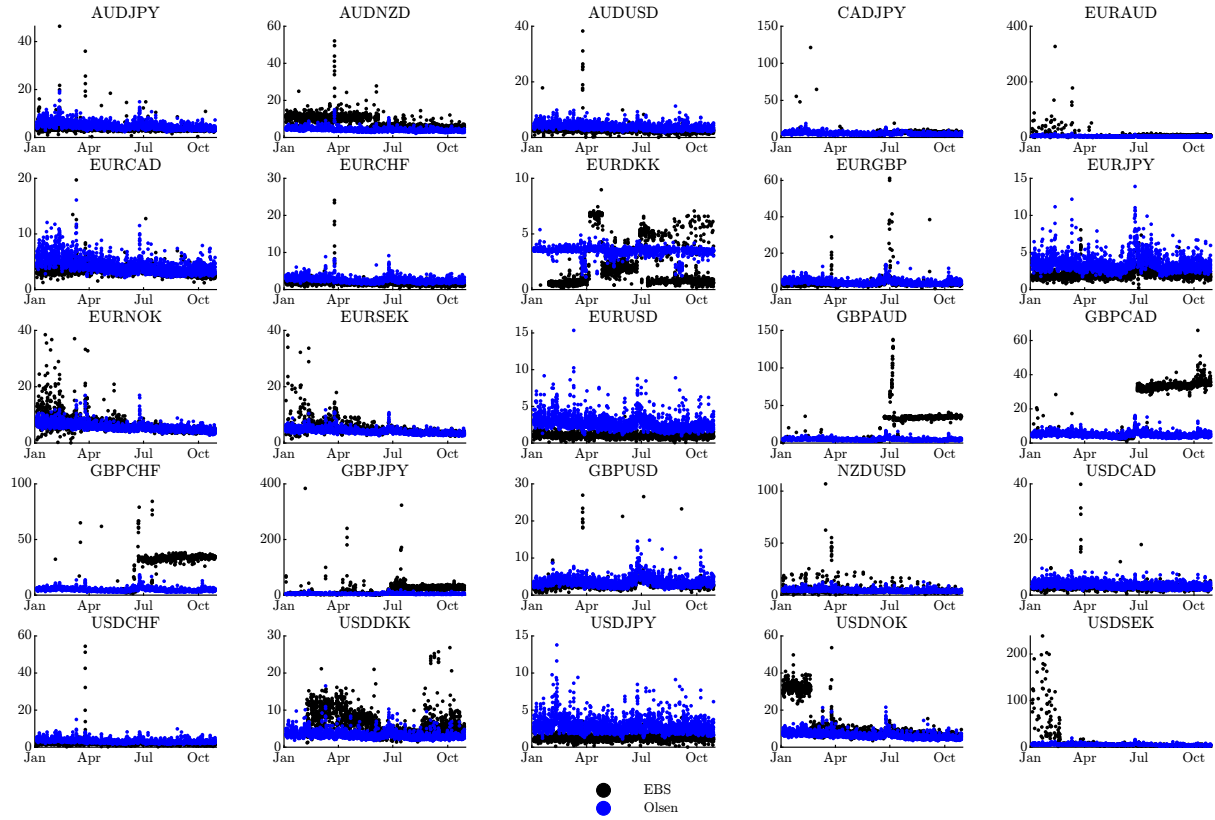 AUDJPY AUDNZD AUDUSD CADJPY EURAUD
40 60 40 150 400
20 40 30 100 200
0 20 20 50 0
0 10 0
0
Jan Apr Jul Oct Jan Apr Jul Oct Jan Apr Jul Oct Jan Apr Jul Oct Jan Apr Jul Oct
EURCAD EURCHF EURDKK EURGBP EURJPY
20 30 10 60 15
15 20 5 40 10
10 10 0 20 5
5 0 0 0
0
Jan Apr Jul Oct Jan Apr Jul Oct Jan Apr Jul Oct Jan Apr Jul Oct Jan Apr Jul Oct
EURNOK EURSEK EURUSD GBPAUD GBPCAD
40 40 15 150 60
20 20 10 100 40
0 0 5 50 20
0 0 0
Jan Apr Jul Oct Jan Apr Jul Oct Jan Apr Jul Oct Jan Apr Jul Oct Jan Apr Jul Oct
GBPCHF GBPJPY GBPUSD NZDUSD USDCAD
100 400 30 100 40
50 200 20 50 20
0 0 10 0 0
0
Jan Apr Jul Oct Jan Apr Jul Oct Jan Apr Jul Oct Jan Apr Jul Oct Jan Apr Jul Oct
USDCHF USDDKK USDJPY USDNOK USDSEK
60 30 15 60 200
40 20 10 40 100
20 10 5 20 0
0 0 0 0
Jan Apr Jul Oct Jan Apr Jul Oct Jan Apr Jul Oct Jan Apr Jul Oct Jan Apr Jul Oct
EBS
Olsen